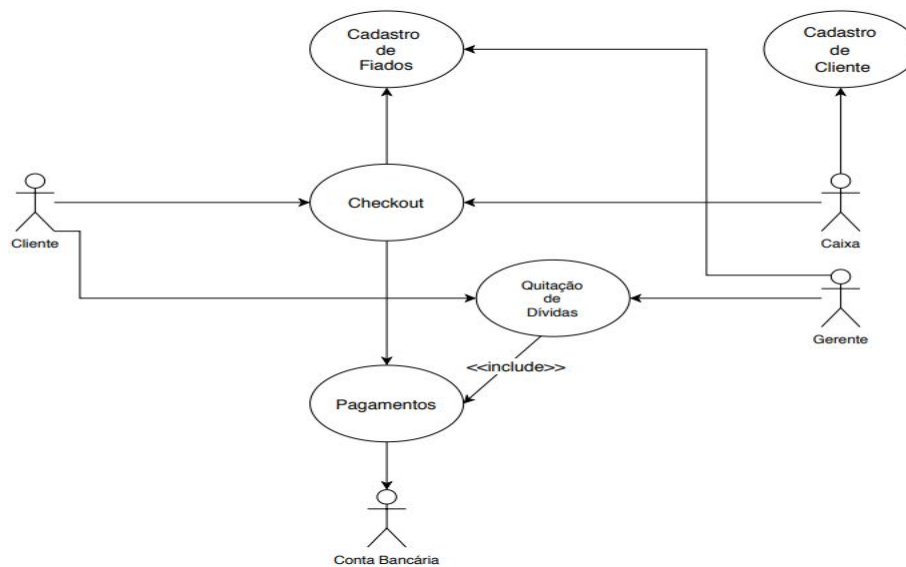 Cadastro
de
Fiados
Cadastro
de
Cliente
Checkout
Cliente
Caixa
Quitação
de
Dívidas
Gerente
<<include>>
Pagamentos
Conta Bancária